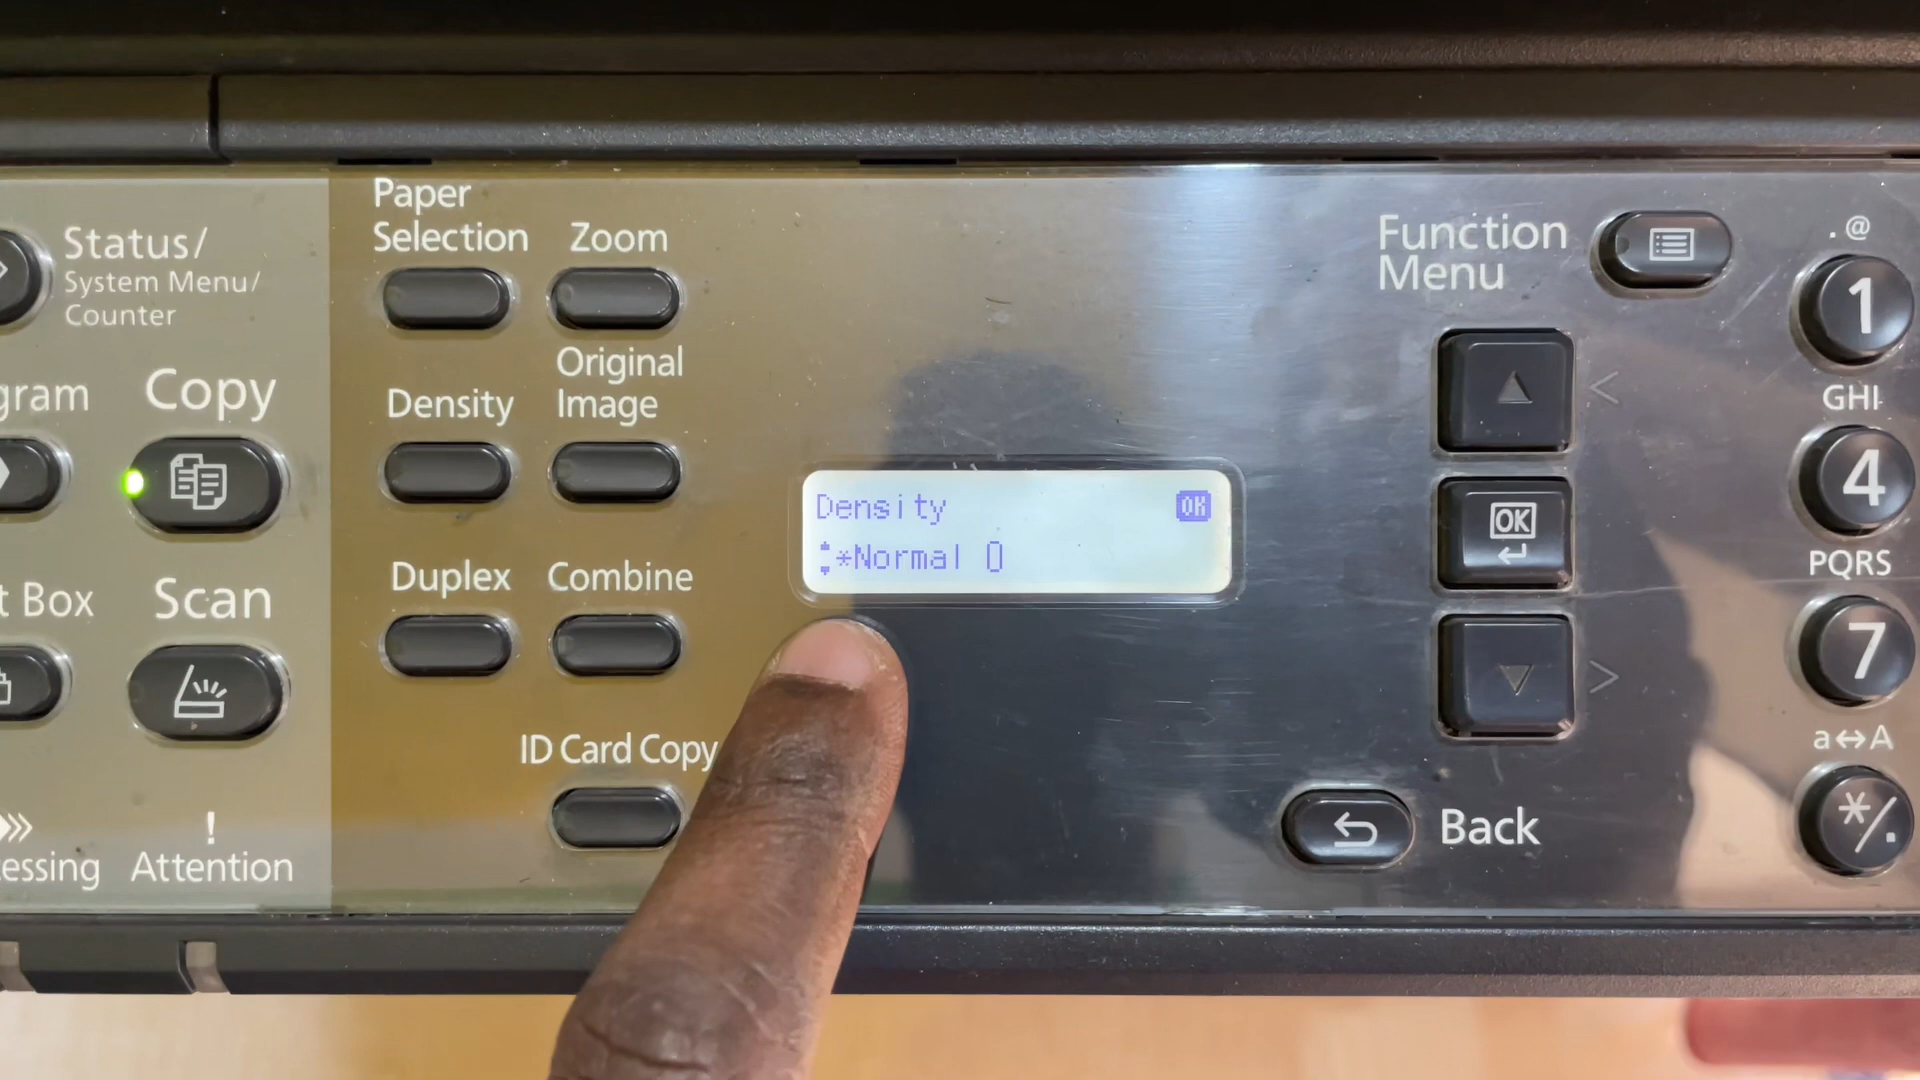 Status/
System Menu/
Counter
gram
Copy
t Box
Scan
essing
!
Attention
Paper
Selection
Zoom
Density
Original
Image
Duplex
Combine
ID Card Copy
Density OK
*Normal 0
Function
Menu
OK
Back
.@
1
GHI
4
PQRS
7
a↔A
*/.